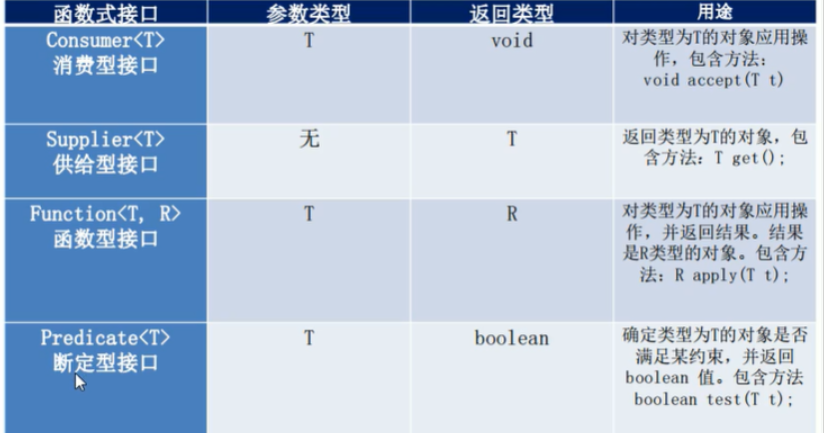 函数式接口 参数类型 返回类型 用途
Consumer<T>
消费型接口
T
void
对类型为T的对象应用操
作，包含方法：
void accept(T t)
Supplier<T>
供给型接口
无
T
返回类型为T的对象，包
含方法：T get();
Function<T, R>
函数型接口
T
R
对类型为T的对象应用操
作，并返回结果。结果
是R类型的对象。包含方
法：R apply(T t);
Predicate<T>
断定型接口
T
boolean
确定类型为T的对象是否
满足某约束，并返回
boolean 值。包含方法
boolean test(T t);